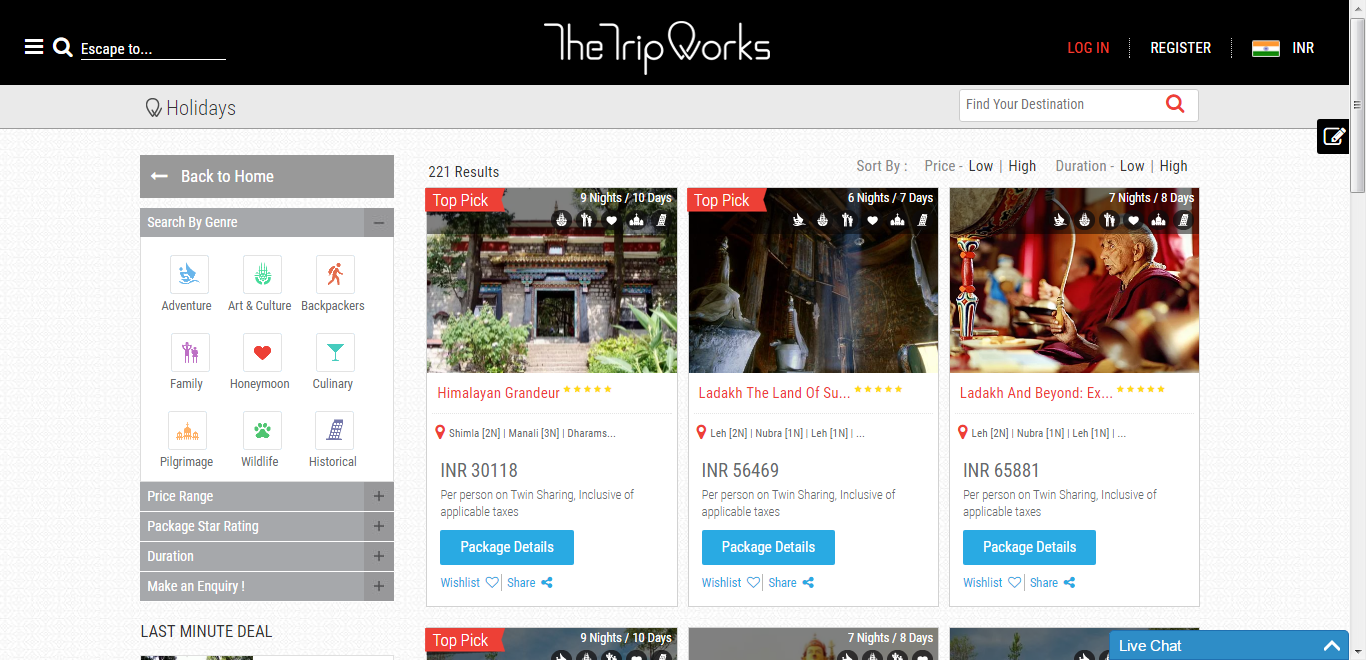 Escape to...
The Trip Works
LOG IN
REGISTER
INR
Holidays
Find Your Destination
Back to Home
Search By Genre
Adventure
Art & Culture
Backpackers
Family
Honeymoon
Culinary
Pilgrimage
Wildlife
Historical
Price Range
Package Star Rating
Duration
Make an Enquiry !
LAST MINUTE DEAL
221 Results
Sort By : Price - Low | High Duration - Low | High
Top Pick
9 Nights / 10 Days
Himalayan Grandeur
Shimla [2N] | Manali [3N] | Dharams...
INR 30118
Per person on Twin Sharing, Inclusive of
applicable taxes
Package Details
Wishlist
Share
Top Pick
6 Nights / 7 Days
Ladakh The Land Of Su...
Leh [2N] | Nubra [1N] | Leh [1N] | ...
INR 56469
Per person on Twin Sharing, Inclusive of
applicable taxes
Package Details
Wishlist
Share
7 Nights / 8 Days
Ladakh And Beyond: Ex...
Leh [2N] | Nubra [1N] | Leh [1N] | ...
INR 65881
Per person on Twin Sharing, Inclusive of
applicable taxes
Package Details
Wishlist
Share
Top Pick
9 Nights / 10 Days
7 Nights / 8 Days
Live Chat